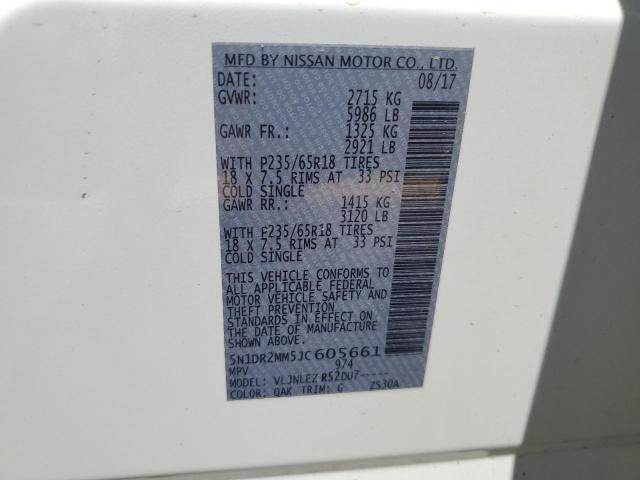 MFD BY NISSAN MOTOR CO., LTD.
DATE: 08/17
GVWR: 2715 KG
5986 LB
GAWR FR.: 1325 KG
2921 LB
WITH P235/65R18 TIRES
18 X 7.5 RIMS AT 33 PSI
COLD SINGLE
GAWR RR.: 1415 KG
3120 LB
WITH P235/65R18 TIRES
18 X 7.5 RIMS AT 33 PSI
COLD SINGLE
THIS VEHICLE CONFORMS TO
ALL APPLICABLE FEDERAL
MOTOR VEHICLE SAFETY AND
THEFT PREVENTION
STANDARDS IN EFFECT ON
THE DATE OF MANUFACTURE
5N1DR2MM5JC605661
MPV 974
MODEL: VLJNLEZ R52DU7-----
COLOR: QAK TRIM: G ZS30A